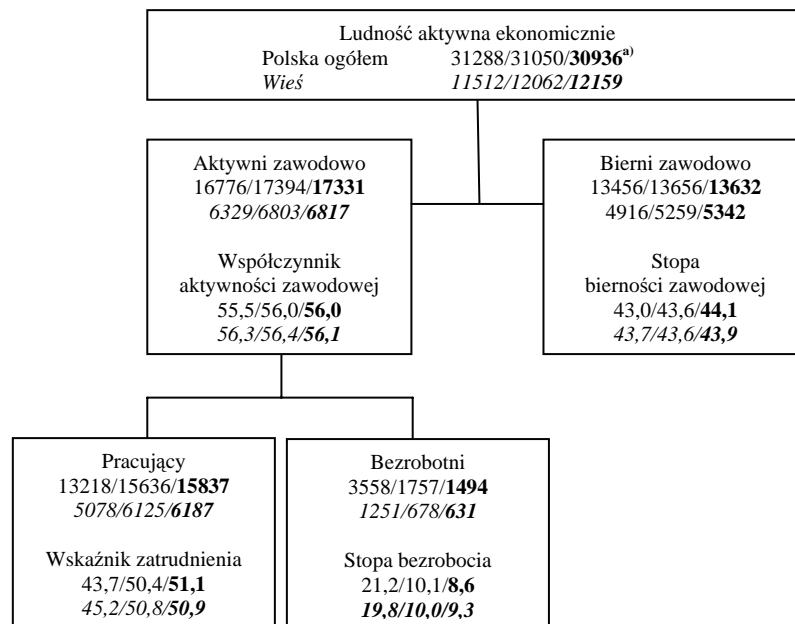 Ludność aktywna ekonomicznie
Polska ogółem 31288/31050/30936a)
Wieś 11512/12062/12159
Aktywni zawodowo
16776/17394/17331
6329/6803/6817
Współczynnik
aktywności zawodowej
55,5/56,0/56,0
56,3/56,4/56,1
Bierni zawodowo
13456/13656/13632
4916/5259/5342
Stopa
bierności zawodowej
43,0/43,6/44,1
43,7/43,6/43,9
Pracujący
13218/15636/15837
5078/6125/6187
Wskaźnik zatrudnienia
43,7/50,4/51,1
45,2/50,8/50,9
Bezrobotni
3558/1757/1494
1251/678/631
Stopa bezrobocia
21,2/10,1/8,6
19,8/10,0/9,3